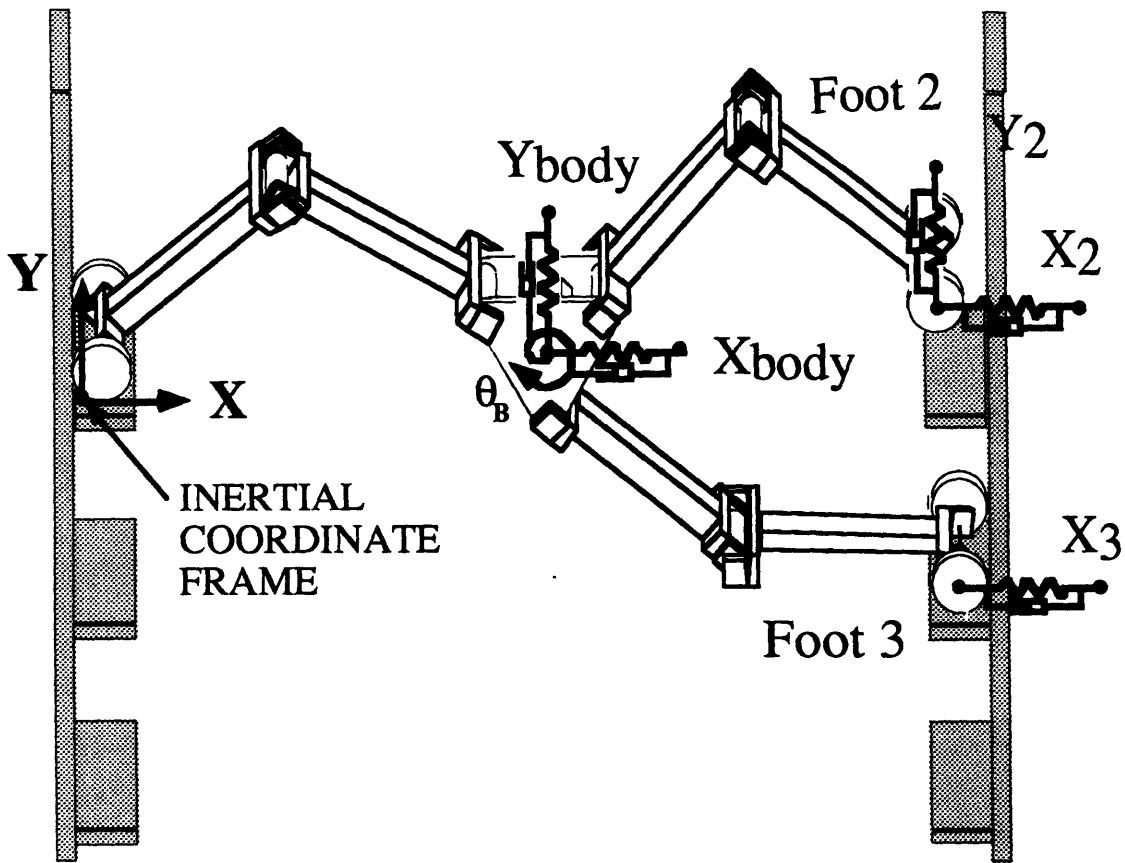 Foot 2
Y2
Ybody
Y
X2
Xbody
θB
X
INERTIAL
COORDINATE
FRAME
X3
Foot 3